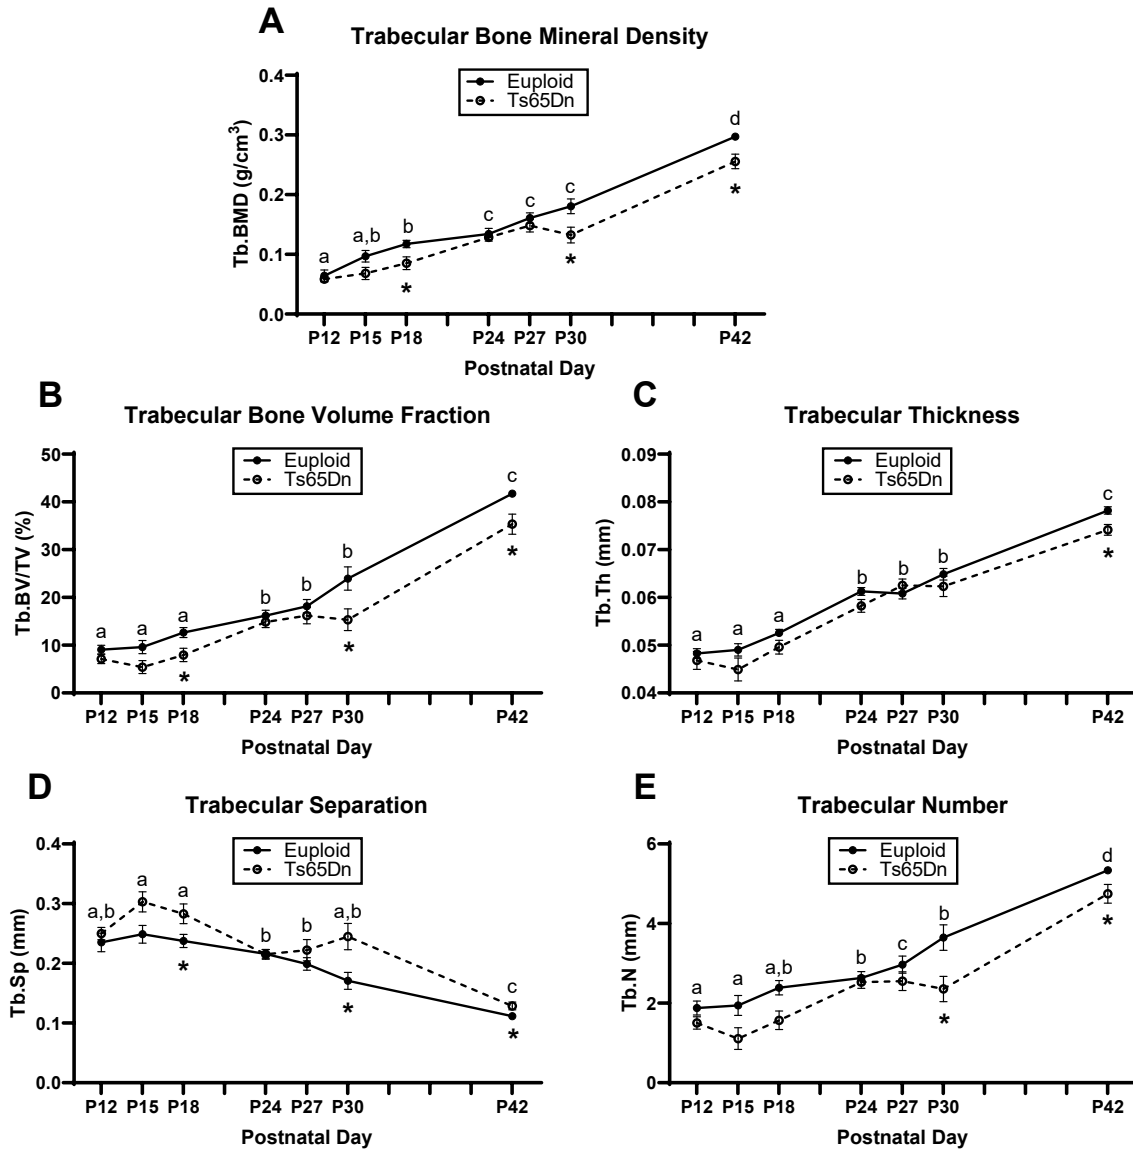 A
Trabecular Bone Mineral Density
Euploid
Ts65Dn
Tb.BMD (g/cm³)
0.4
0.3
0.2
0.1
0.0
a
a,b
b
c
c
c
d
*
*
*
P12 P15 P18 P24 P27 P30 P42
Postnatal Day
B
Trabecular Bone Volume Fraction
Euploid
Ts65Dn
Tb.BV/TV (%)
50
40
30
20
10
0
a
a
a
b
b
b
c
*
*
*
P12 P15 P18 P24 P27 P30 P42
Postnatal Day
C
Trabecular Thickness
Euploid
Ts65Dn
Tb.Th (mm)
0.09
0.08
0.07
0.06
0.05
0.04
a
a
a
b
b
b
c
*
P12 P15 P18 P24 P27 P30 P42
Postnatal Day
D
Trabecular Separation
Euploid
Ts65Dn
Tb.Sp (mm)
0.4
0.3
0.2
0.1
0.0
a,b
a
a
b
b
a,b
c
*
*
*
P12 P15 P18 P24 P27 P30 P42
Postnatal Day
E
Trabecular Number
Euploid
Ts65Dn
Tb.N (mm)
6
4
2
0
a
a
a,b
b
c
b
d
*
*
P12 P15 P18 P24 P27 P30 P42
Postnatal Day